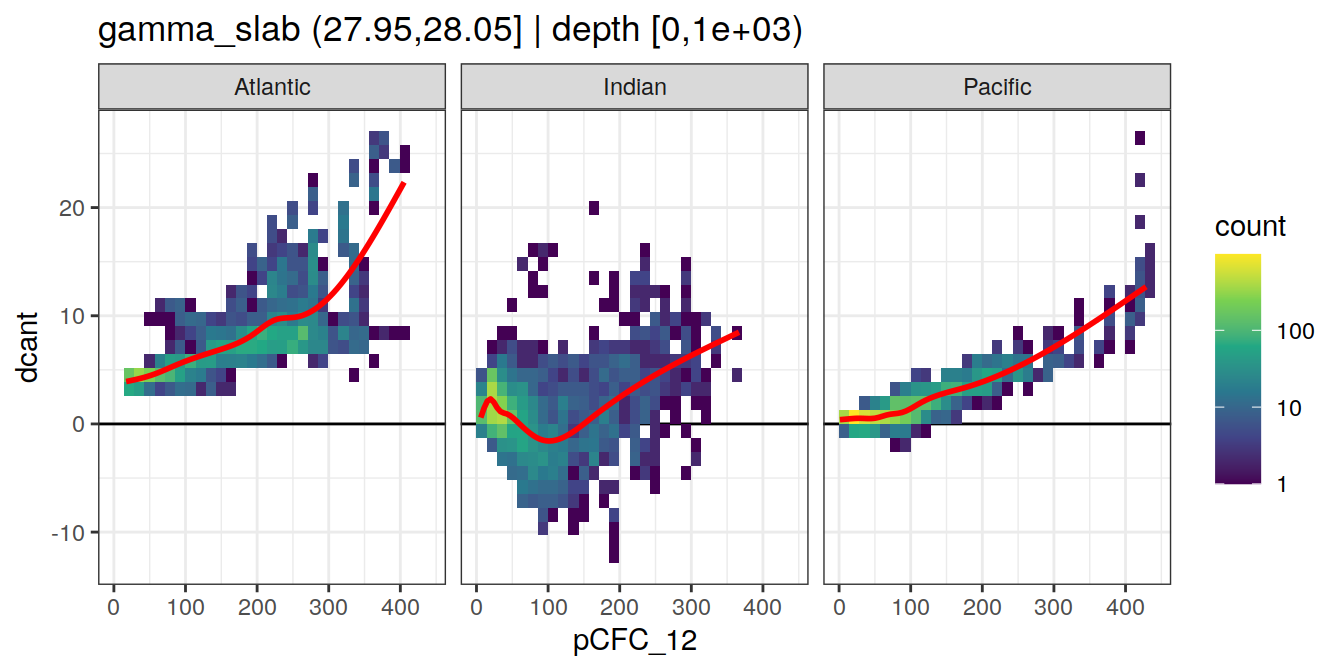 gamma_slab (27.95,28.05] | depth [0,1e+03)
Atlantic
Indian
Pacific
dcant
20
10
0
-10
0 100 200 300 400
0 100 200 300 400
0 100 200 300 400
pCFC_12
count
100
10
1